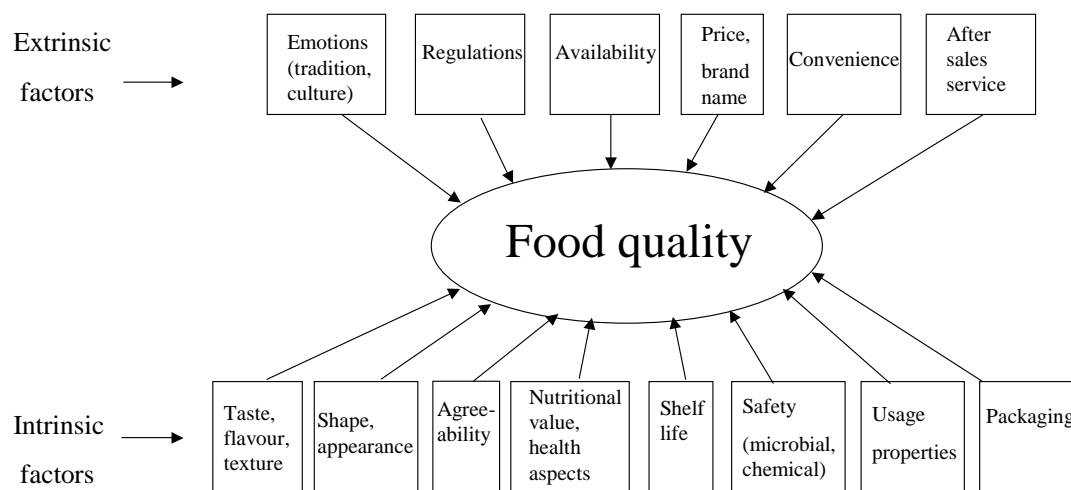 Extrinsic
factors
Emotions
(tradition,
culture)
Regulations
Availability
Price,
brand
name
Convenience
After
sales
service
Food quality
Intrinsic
factors
Taste,
flavour,
texture
Shape,
appearance
Agree-
ability
Nutritional
value,
health
aspects
Shelf
life
Safety
(microbial,
chemical)
Usage
properties
Packaging